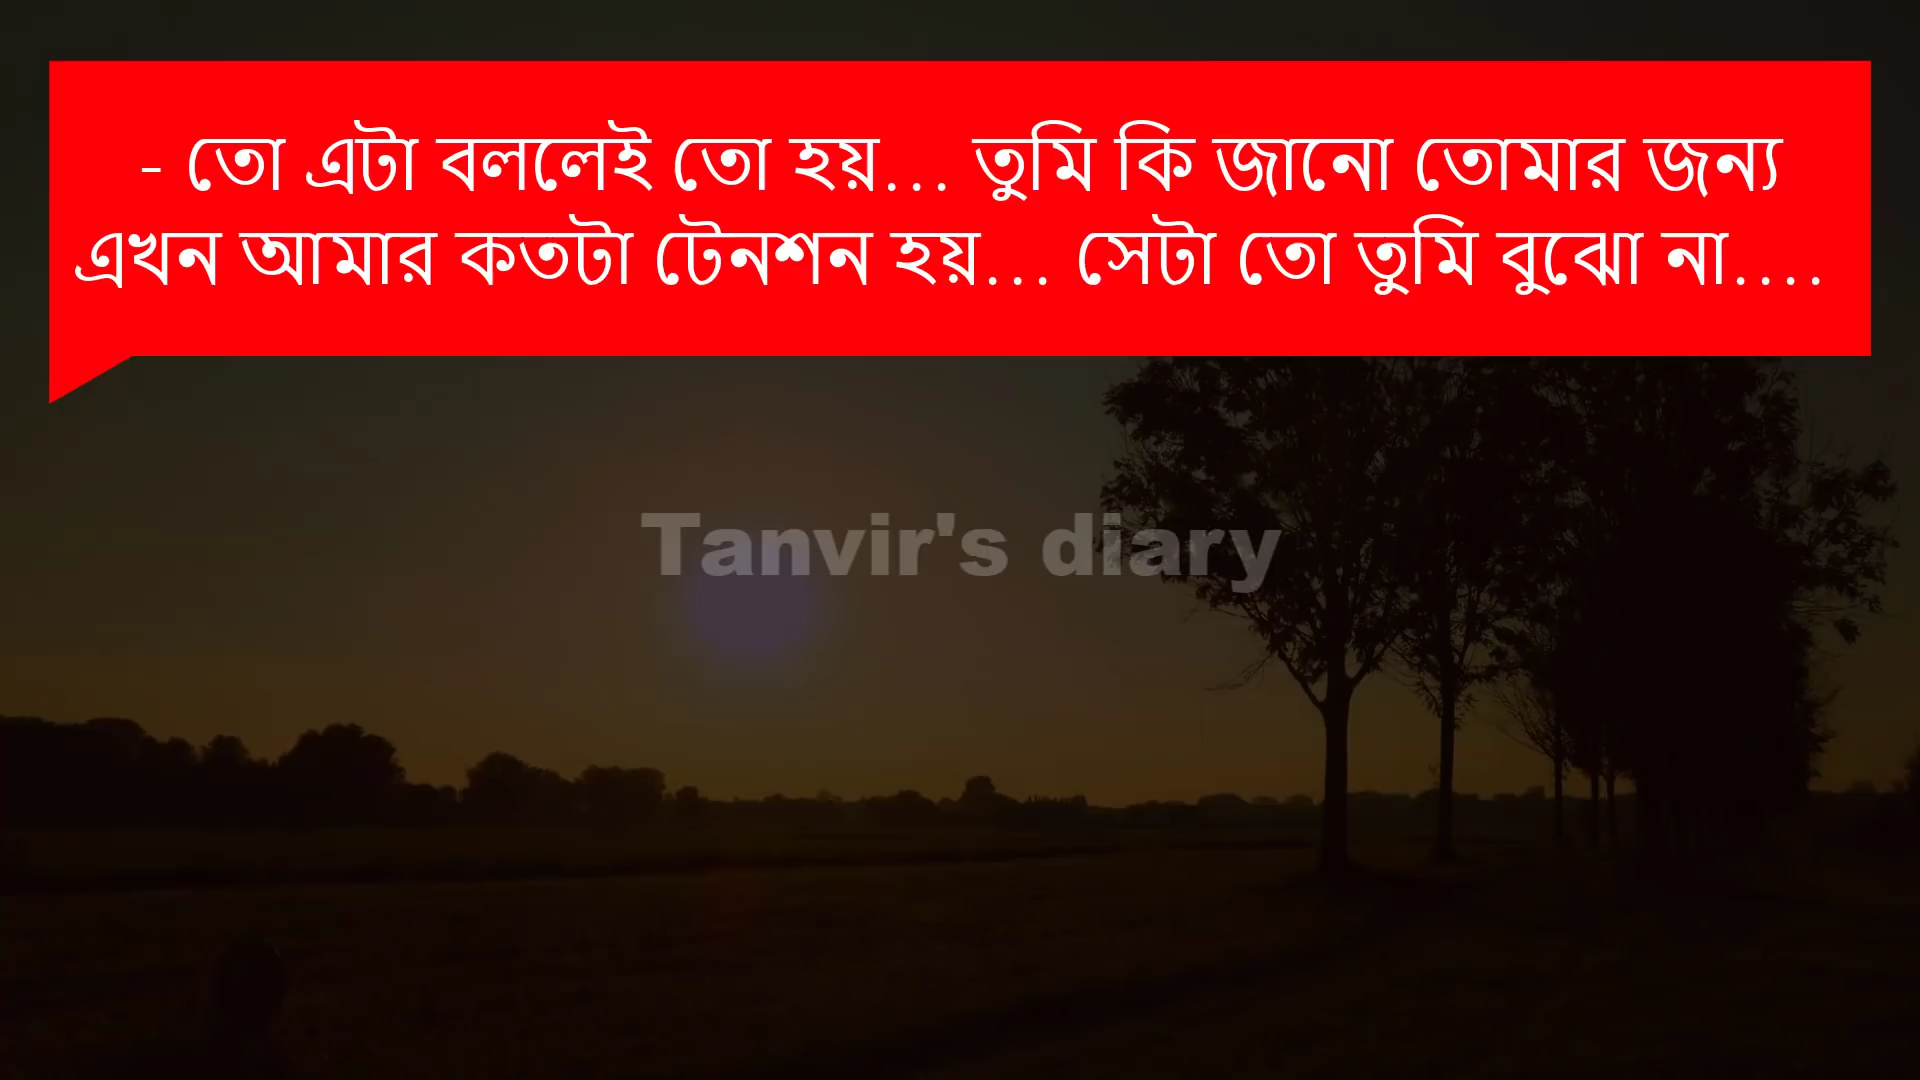 - তো এটা বললেই তো হয়... তুমি কি জানো তোমার জন্য
এখন আমার কতটা টেনশন হয়... সেটা তো তুমি বুঝো না....
Tanvir's diary